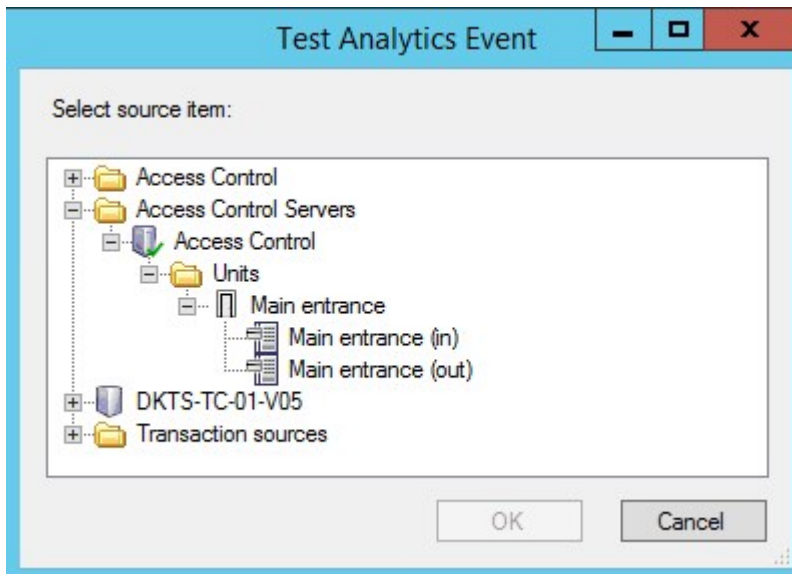 Test Analytics Event
Select source item:
Access Control
Access Control Servers
Access Control
Units
Main entrance
Main entrance (in)
Main entrance (out)
DKTS-TC-01-V05
Transaction sources
OK
Cancel